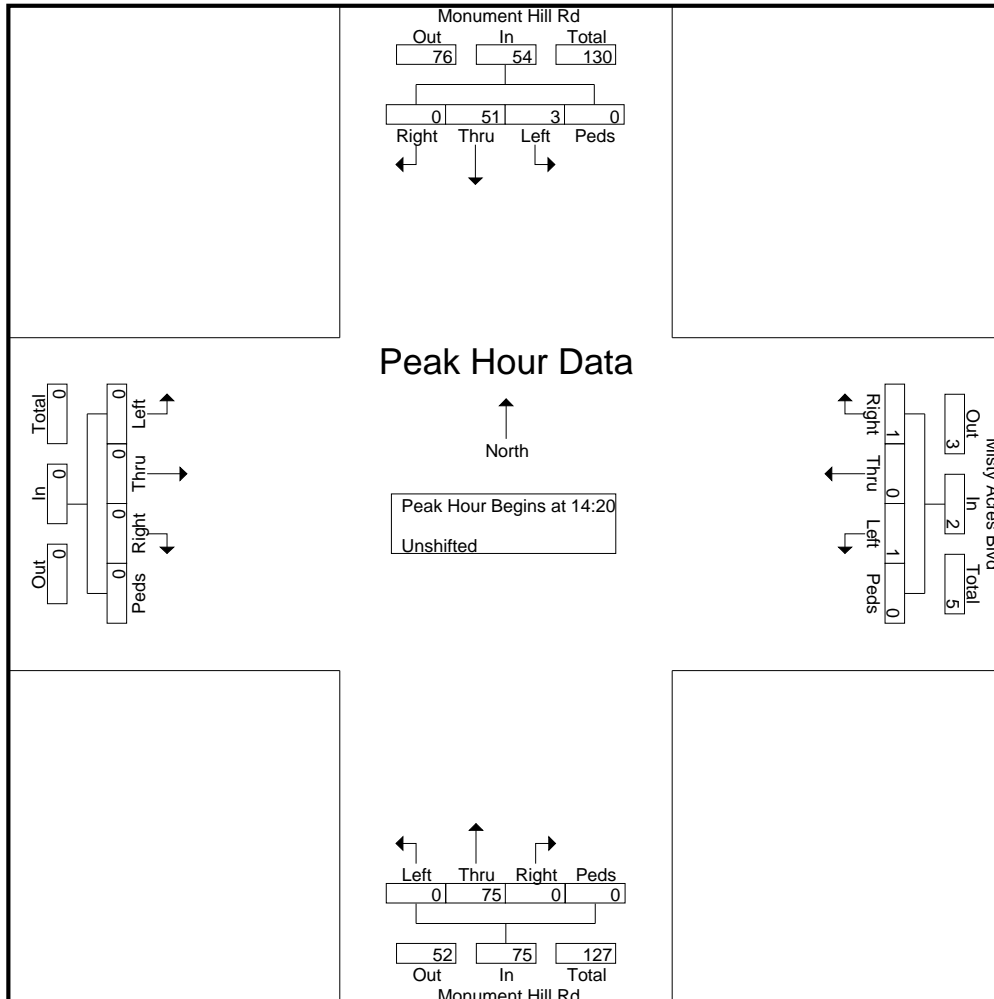 Monument Hill Rd
Out In Total
76 54 130
0 51 3 0
Right Thru Left Peds
Peak Hour Data
North
Peak Hour Begins at 14:20
Unshifted
Total In Out
0 0 0
0 0 0 0
Left Thru Right Peds
Right Thru Left Peds
1 0 1 0
Out In Total
3 2 5
Misty Acres Blvd
Left Thru Right Peds
0 75 0 0
52 75 127
Out In Total
Monument Hill Rd